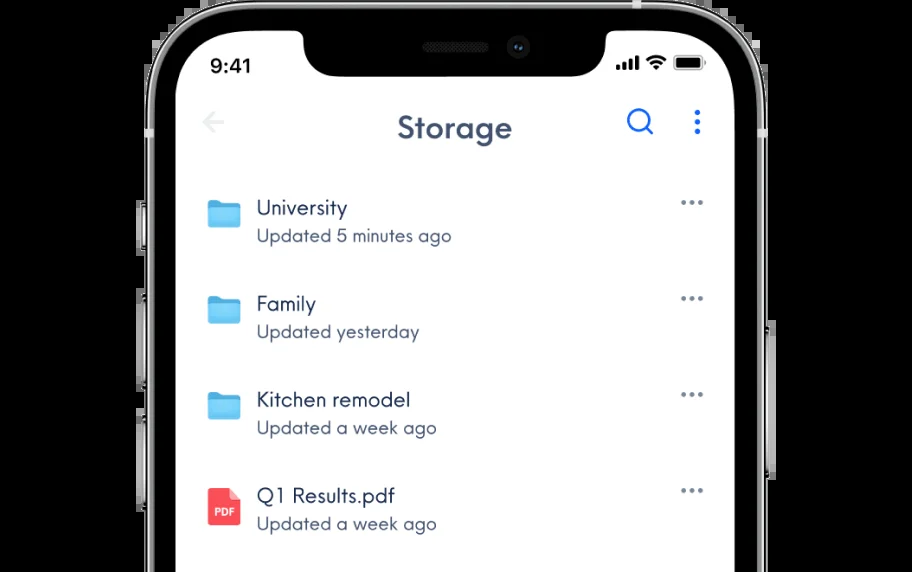 9:41
Storage
University
Updated 5 minutes ago
Family
Updated yesterday
Kitchen remodel
Updated a week ago
Q1 Results.pdf
PDF
Updated a week ago